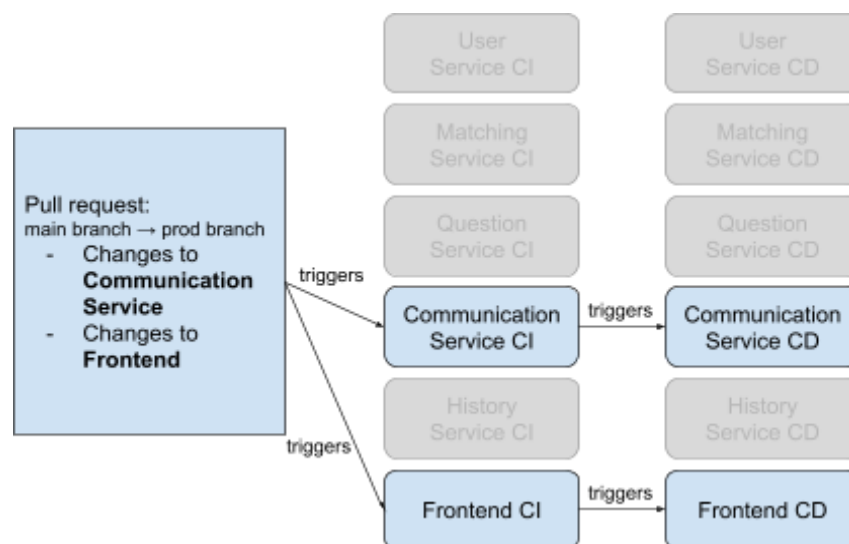 Pull request:
main branch → prod branch
- Changes to
Communication
Service
- Changes to
Frontend
triggers
triggers
User
Service CI
Matching
Service CI
Question
Service CI
Communication
Service CI
History
Service CI
Frontend CI
triggers
triggers
User
Service CD
Matching
Service CD
Question
Service CD
Communication
Service CD
History
Service CD
Frontend CD